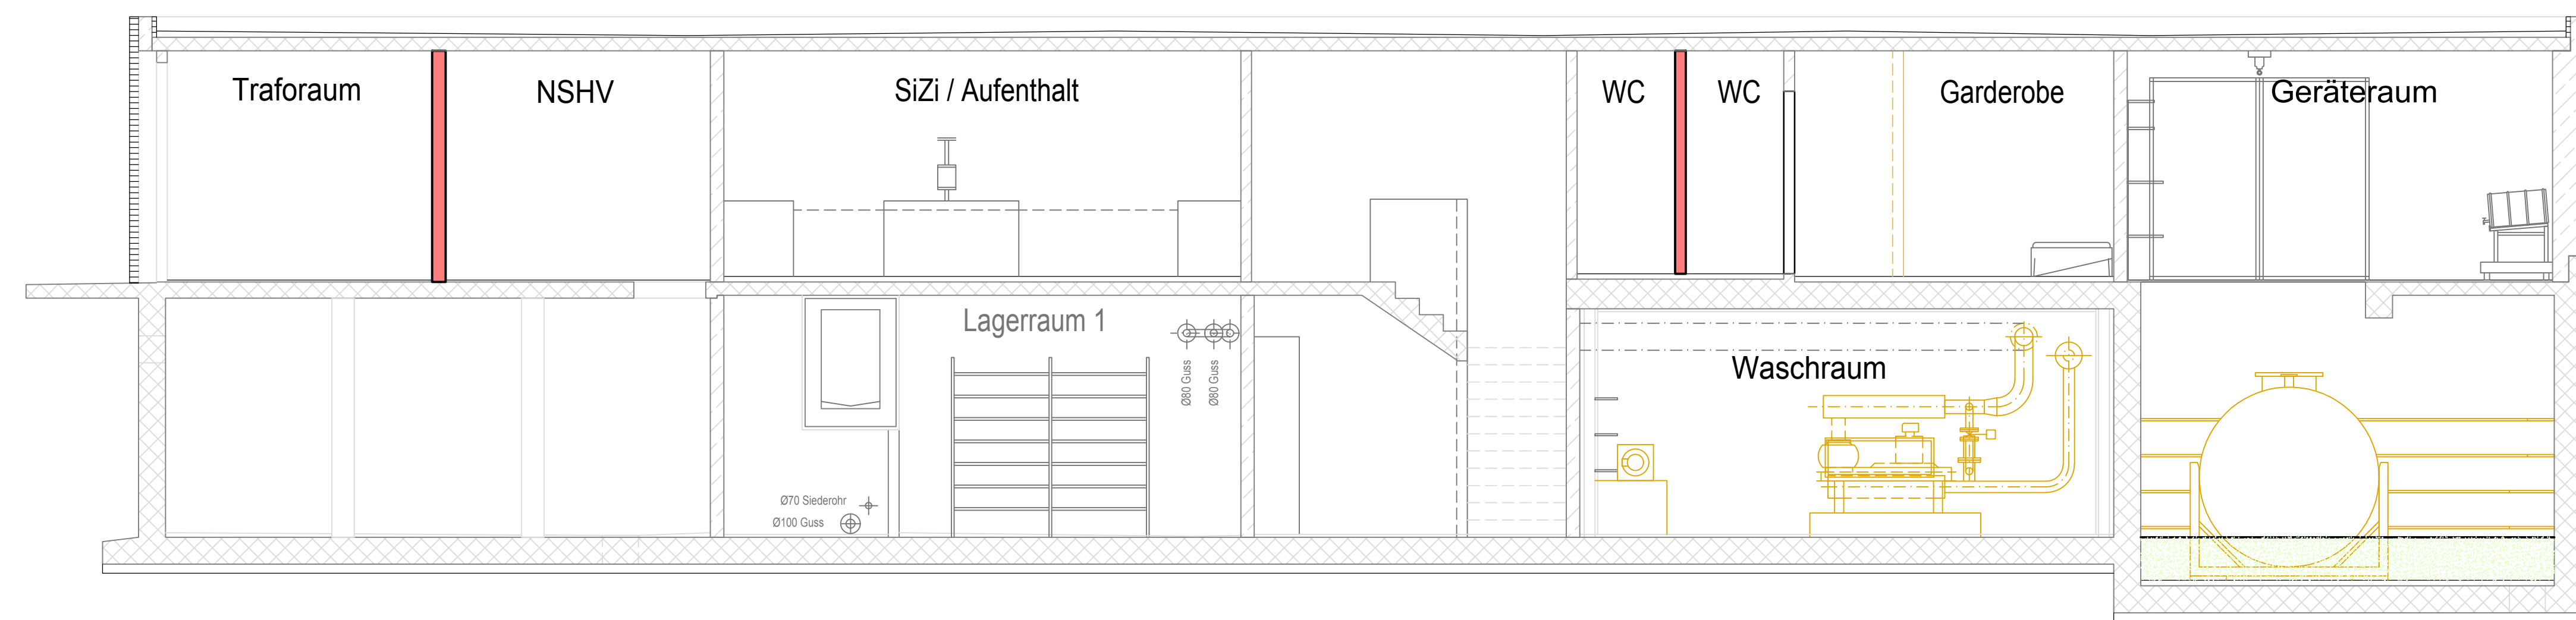 Traforaum
NSHV
SiZi / Aufenthalt
WC
WC
Garderobe
Geräteraum
Lagerraum 1
Ø80 Guss
Ø80 Guss
Waschraum
Ø70 Siederohr
Ø100 Guss